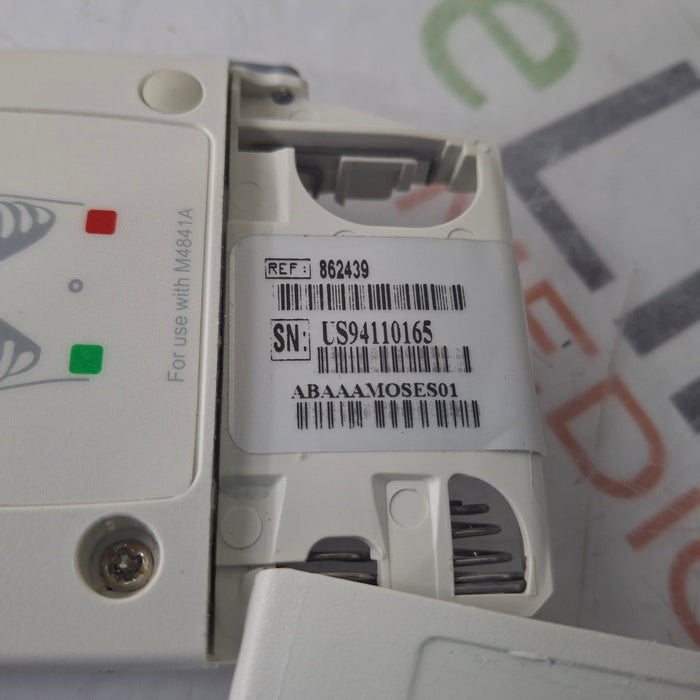 For use with M4841A
REF: 862439
SN: US94110165
ABAAAMOSES01